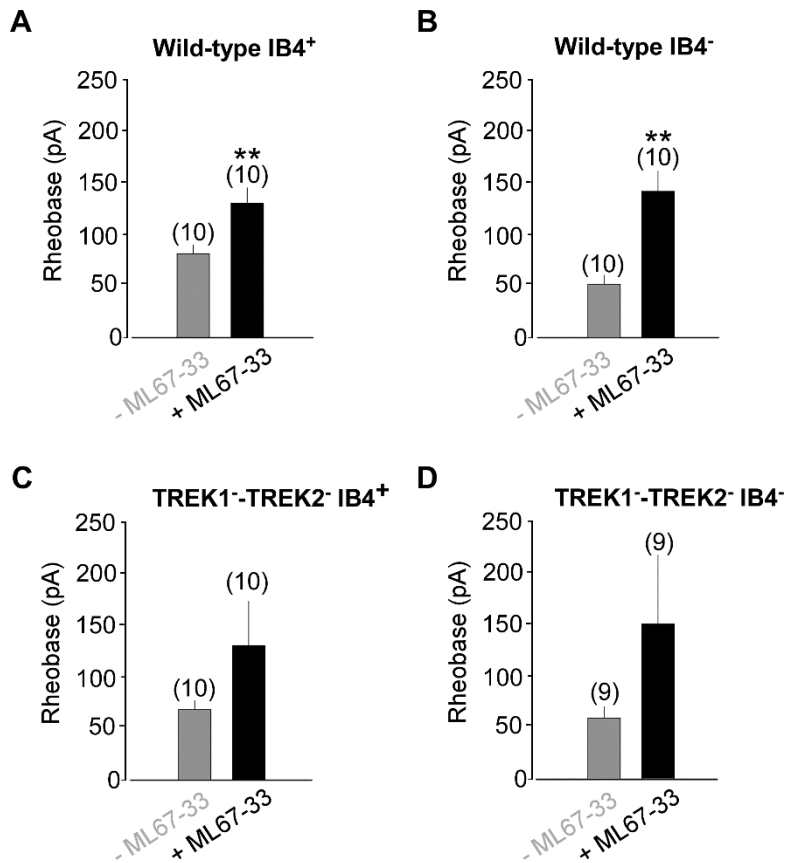 A
Wild-type IB4⁺
Rheobase (pA)
250
200
150
100
50
0
(10)
**
(10)
- ML67-33
+ ML67-33
B
Wild-type IB4⁻
Rheobase (pA)
250
200
150
100
50
0
(10)
**
(10)
- ML67-33
+ ML67-33
C
TREK1⁻-TREK2⁻ IB4⁺
Rheobase (pA)
250
200
150
100
50
0
(10)
(10)
- ML67-33
+ ML67-33
D
TREK1⁻-TREK2⁻ IB4⁻
Rheobase (pA)
250
200
150
100
50
0
(9)
(9)
- ML67-33
+ ML67-33